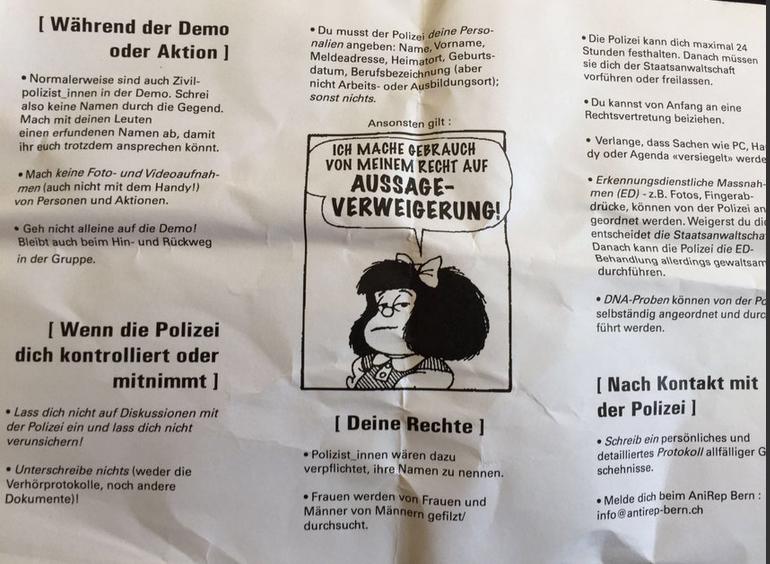 [ Während der Demo
oder Aktion ]
• Normalerweise sind auch Zivil-
polizist_innen in der Demo. Schrei
also keine Namen durch die Gegend.
Mach mit deinen Leuten
einen erfundenen Namen ab, damit
ihr euch trotzdem ansprechen könnt.
• Mach keine Foto- und Videoaufnah-
men (auch nicht mit dem Handy!)
von Personen und Aktionen.
• Geh nicht alleine auf die Demo!
Bleibt auch beim Hin- und Rückweg
in der Gruppe.
[ Wenn die Polizei
dich kontrolliert oder
mitnimmt ]
• Lass dich nicht auf Diskussionen mit
der Polizei ein und lass dich nicht
verunsichern!
• Unterschreibe nichts (weder die
Verhörprotokolle, noch andere
Dokumente)!
• Du musst der Polizei deine Perso-
nalien angeben: Name, Vorname,
Meldeadresse, Heimatort, Geburts-
datum, Berufsbezeichnung (aber
nicht Arbeits- oder Ausbildungsort);
sonst nichts.
Ansonsten gilt :
ICH MACHE GEBRAUCH
VON MEINEM RECHT AUF
AUSSAGE-
VERWEIGERUNG!
[ Deine Rechte ]
• Polizist_innen wären dazu
verpflichtet, ihre Namen zu nennen.
• Frauen werden von Frauen und
Männer von Männern gefilzt/
durchsucht.
• Die Polizei kann dich maximal 24
Stunden festhalten. Danach müssen
sie dich der Staatsanwaltschaft
vorführen oder freilassen.
• Du kannst von Anfang an eine
Rechtsvertretung beiziehen.
• Verlange, dass Sachen wie PC, Ha
dy oder Agenda «versiegelt» werde
• Erkennungsdienstliche Massnah-
men (ED) - z.B. Fotos, Fingerab-
drücke, können von der Polizei an
geordnet werden. Weigerst du dic
entscheidet die Staatsanwaltscha
Danach kann die Polizei die ED-
Behandlung allerdings gewaltsam
durchführen.
• DNA-Proben können von der Po
selbständig angeordnet und durc
führt werden.
[ Nach Kontakt mit
der Polizei ]
• Schreib ein persönliches und
detailliertes Protokoll allfälliger G
schehnisse.
• Melde dich beim AniRep Bern :
info@antirep-bern.ch